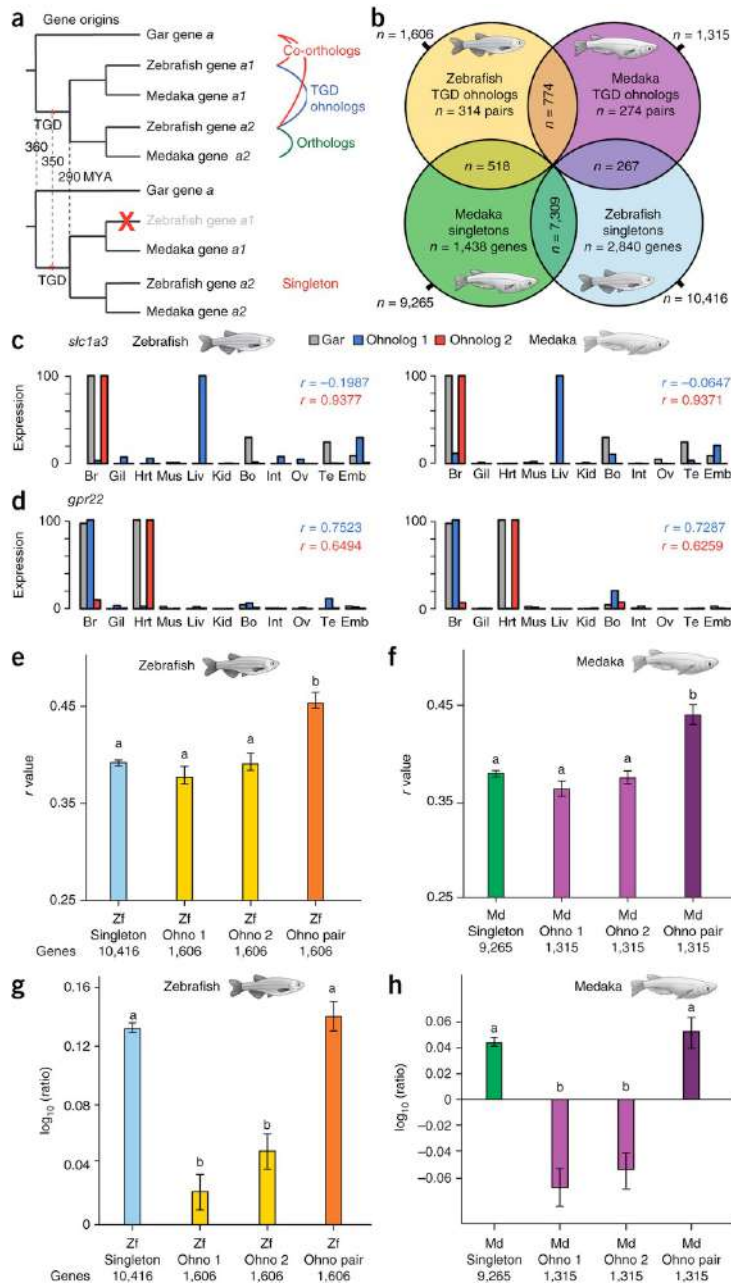 a
Gene origins
Gar gene a
Co-orthologs
Zebrafish gene a1
TGD
ohnologs
Medaka gene a1
Zebrafish gene a2
TGD
Orthologs
Medaka gene a2
360
350
290 MYA
Gar gene a
X
Zebrafish gene a1
Medaka gene a1
TGD
Zebrafish gene a2
Singleton
Medaka gene a2
b
n = 1,606
n = 1,315
Zebrafish
TGD ohnologs
n = 314 pairs
n = 774
Medaka
TGD ohnologs
n = 274 pairs
n = 518
n = 267
Medaka
singletons
n = 1,438 genes
n = 7,309
Zebrafish
singletons
n = 2,840 genes
n = 9,265
n = 10,416
c
slc1a3
Zebrafish
Gar
Ohnolog 1
Ohnolog 2
Medaka
Expression
100
0
r = –0.1987
r = 0.9377
Br Gil Hrt Mus Liv Kid Bo Int Ov Te Emb
100
r = –0.0647
r = 0.9371
Br Gil Hrt Mus Liv Kid Bo Int Ov Te Emb
d
gpr22
Expression
100
0
r = 0.7523
r = 0.6494
Br Gil Hrt Mus Liv Kid Bo Int Ov Te Emb
100
r = 0.7287
r = 0.6259
Br Gil Hrt Mus Liv Kid Bo Int Ov Te Emb
e
Zebrafish
r value
0.45
0.35
0.25
a
a
a
b
Zf Zf Zf Zf
Singleton Ohno 1 Ohno 2 Ohno pair
Genes 10,416 1,606 1,606 1,606
f
Medaka
r value
0.45
0.35
0.25
a
a
a
b
Md Md Md Md
Singleton Ohno 1 Ohno 2 Ohno pair
9,265 1,315 1,315 1,315
g
Zebrafish
log10 (ratio)
0.16
0.12
0.08
0.04
0
a
b
b
a
Zf Zf Zf Zf
Singleton Ohno 1 Ohno 2 Ohno pair
Genes 10,416 1,606 1,606 1,606
h
Medaka
log10 (ratio)
0.06
0.04
0.02
0
–0.02
–0.04
–0.06
a
b
b
a
Md Md Md Md
Singleton Ohno 1 Ohno 2 Ohno pair
9,265 1,315 1,315 1,315